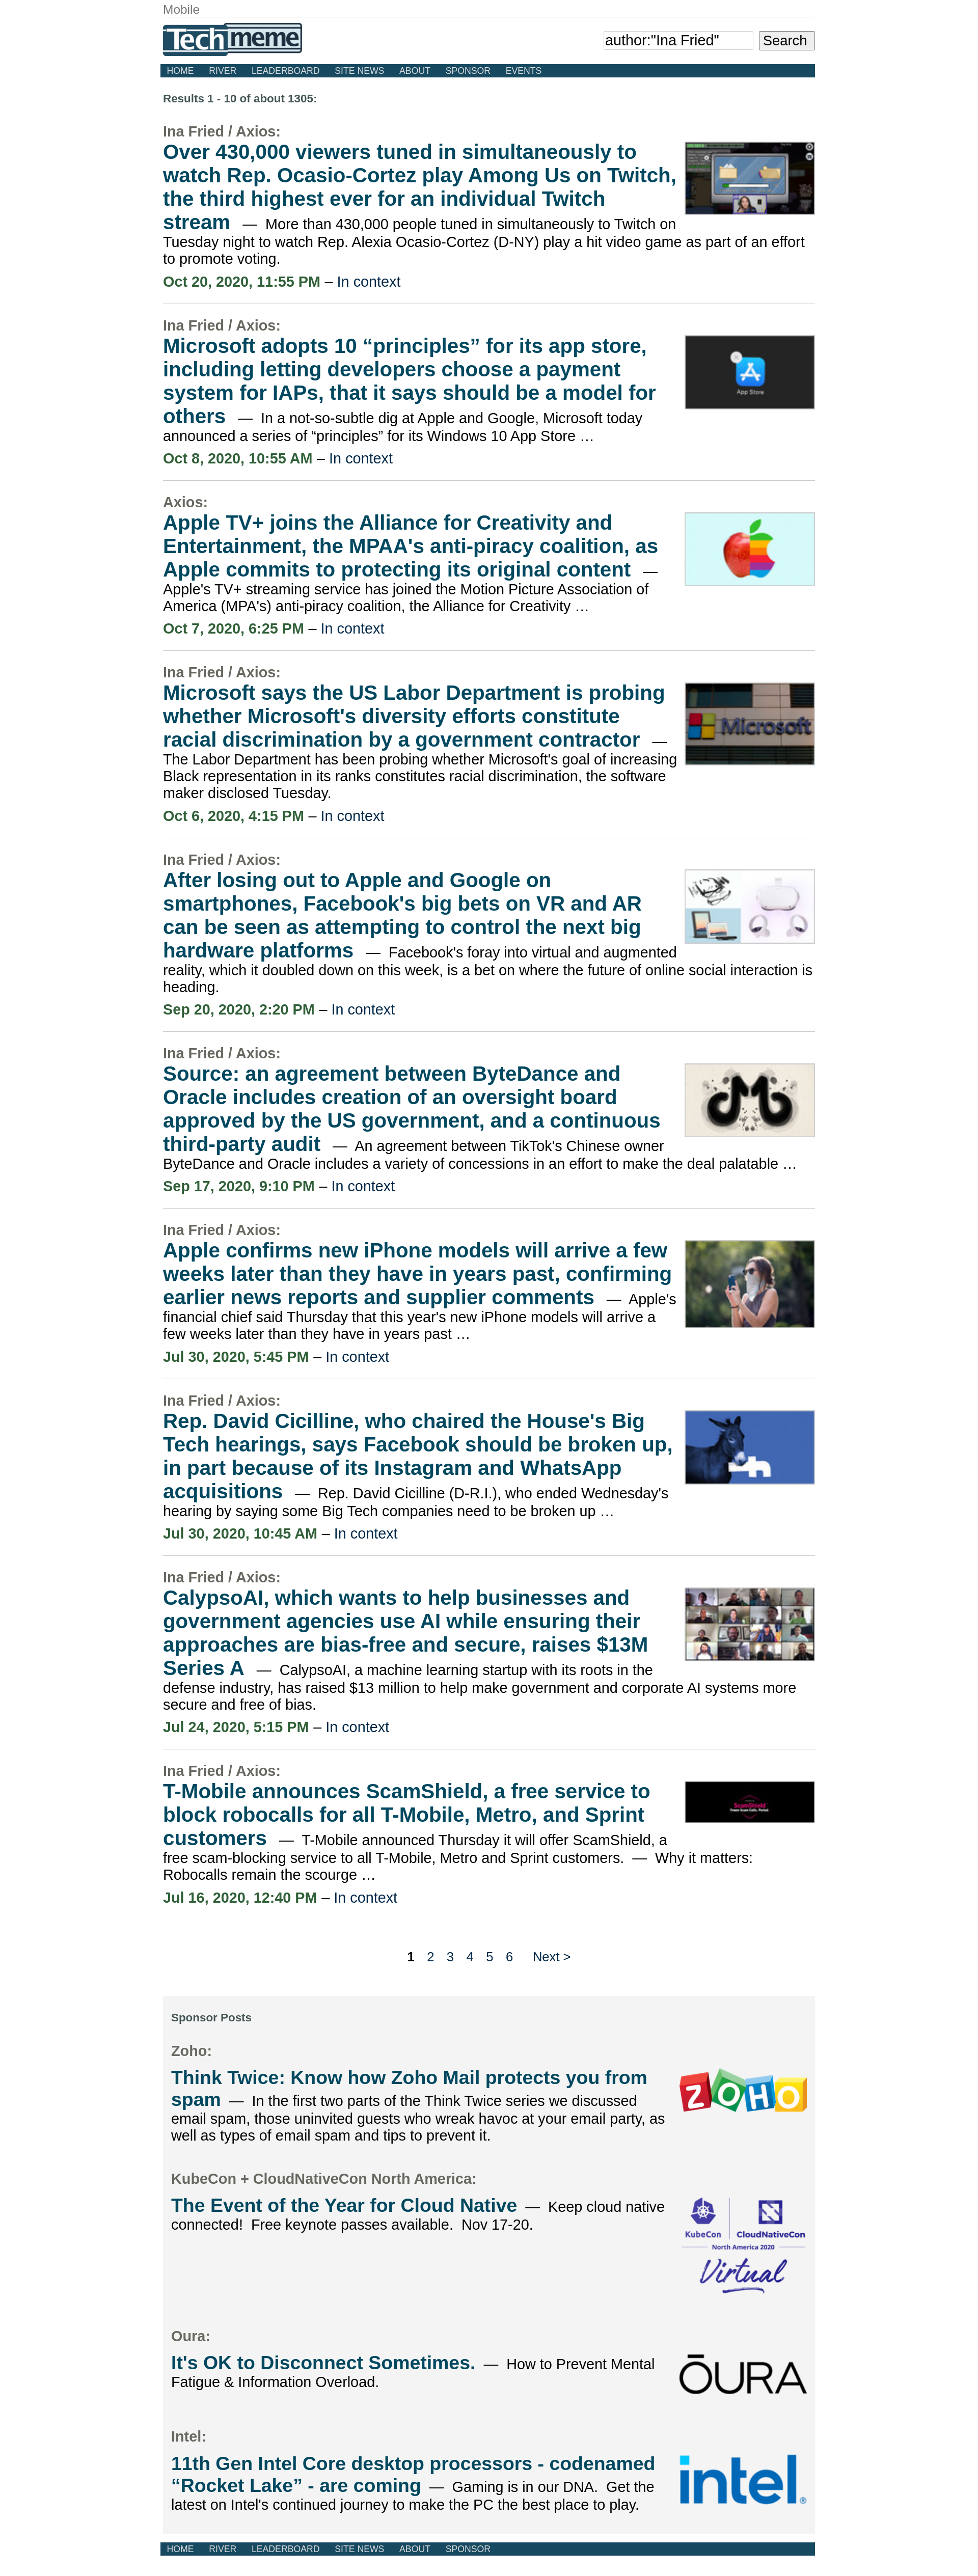 Mobile
Techmeme
author:"Ina Fried"
Search
HOME RIVER LEADERBOARD SITE NEWS ABOUT SPONSOR EVENTS
Results 1 - 10 of about 1305:
Ina Fried / Axios:
Over 430,000 viewers tuned in simultaneously to
watch Rep. Ocasio-Cortez play Among Us on Twitch,
the third highest ever for an individual Twitch
stream — More than 430,000 people tuned in simultaneously to Twitch on
Tuesday night to watch Rep. Alexia Ocasio-Cortez (D-NY) play a hit video game as part of an effort
to promote voting.
Oct 20, 2020, 11:55 PM – In context
Ina Fried / Axios:
Microsoft adopts 10 “principles” for its app store,
including letting developers choose a payment
system for IAPs, that it says should be a model for
others — In a not-so-subtle dig at Apple and Google, Microsoft today
announced a series of “principles” for its Windows 10 App Store …
App Store
Oct 8, 2020, 10:55 AM – In context
Axios:
Apple TV+ joins the Alliance for Creativity and
Entertainment, the MPAA's anti-piracy coalition, as
Apple commits to protecting its original content —
Apple's TV+ streaming service has joined the Motion Picture Association of
America (MPA's) anti-piracy coalition, the Alliance for Creativity …
Oct 7, 2020, 6:25 PM – In context
Ina Fried / Axios:
Microsoft says the US Labor Department is probing
whether Microsoft's diversity efforts constitute
racial discrimination by a government contractor —
The Labor Department has been probing whether Microsoft's goal of increasing
Black representation in its ranks constitutes racial discrimination, the software
maker disclosed Tuesday.
Microsoft
Oct 6, 2020, 4:15 PM – In context
Ina Fried / Axios:
After losing out to Apple and Google on
smartphones, Facebook's big bets on VR and AR
can be seen as attempting to control the next big
hardware platforms — Facebook's foray into virtual and augmented
reality, which it doubled down on this week, is a bet on where the future of online social interaction is
heading.
Sep 20, 2020, 2:20 PM – In context
Ina Fried / Axios:
Source: an agreement between ByteDance and
Oracle includes creation of an oversight board
approved by the US government, and a continuous
third-party audit — An agreement between TikTok's Chinese owner
ByteDance and Oracle includes a variety of concessions in an effort to make the deal palatable …
Sep 17, 2020, 9:10 PM – In context
Ina Fried / Axios:
Apple confirms new iPhone models will arrive a few
weeks later than they have in years past, confirming
earlier news reports and supplier comments — Apple's
financial chief said Thursday that this year's new iPhone models will arrive a
few weeks later than they have in years past …
Jul 30, 2020, 5:45 PM – In context
Ina Fried / Axios:
Rep. David Cicilline, who chaired the House's Big
Tech hearings, says Facebook should be broken up,
in part because of its Instagram and WhatsApp
acquisitions — Rep. David Cicilline (D-R.I.), who ended Wednesday's
hearing by saying some Big Tech companies need to be broken up …
Jul 30, 2020, 10:45 AM – In context
Ina Fried / Axios:
CalypsoAI, which wants to help businesses and
government agencies use AI while ensuring their
approaches are bias-free and secure, raises $13M
Series A — CalypsoAI, a machine learning startup with its roots in the
defense industry, has raised $13 million to help make government and corporate AI systems more
secure and free of bias.
Jul 24, 2020, 5:15 PM – In context
Ina Fried / Axios:
T-Mobile announces ScamShield, a free service to
block robocalls for all T-Mobile, Metro, and Sprint
customers — T-Mobile announced Thursday it will offer ScamShield, a
free scam-blocking service to all T-Mobile, Metro and Sprint customers. — Why it matters:
Robocalls remain the scourge …
ScamShield
Jul 16, 2020, 12:40 PM – In context
1 2 3 4 5 6 Next >
Sponsor Posts
Zoho:
Think Twice: Know how Zoho Mail protects you from
spam — In the first two parts of the Think Twice series we discussed
email spam, those uninvited guests who wreak havoc at your email party, as
well as types of email spam and tips to prevent it.
ZOHO
KubeCon + CloudNativeCon North America:
The Event of the Year for Cloud Native — Keep cloud native
connected! Free keynote passes available. Nov 17-20.
KubeCon CloudNativeCon
North America 2020
Virtual
Oura:
It's OK to Disconnect Sometimes. — How to Prevent Mental
Fatigue & Information Overload.
ŌURA
Intel:
11th Gen Intel Core desktop processors - codenamed
“Rocket Lake” - are coming — Gaming is in our DNA. Get the
latest on Intel's continued journey to make the PC the best place to play.
intel®
HOME RIVER LEADERBOARD SITE NEWS ABOUT SPONSOR